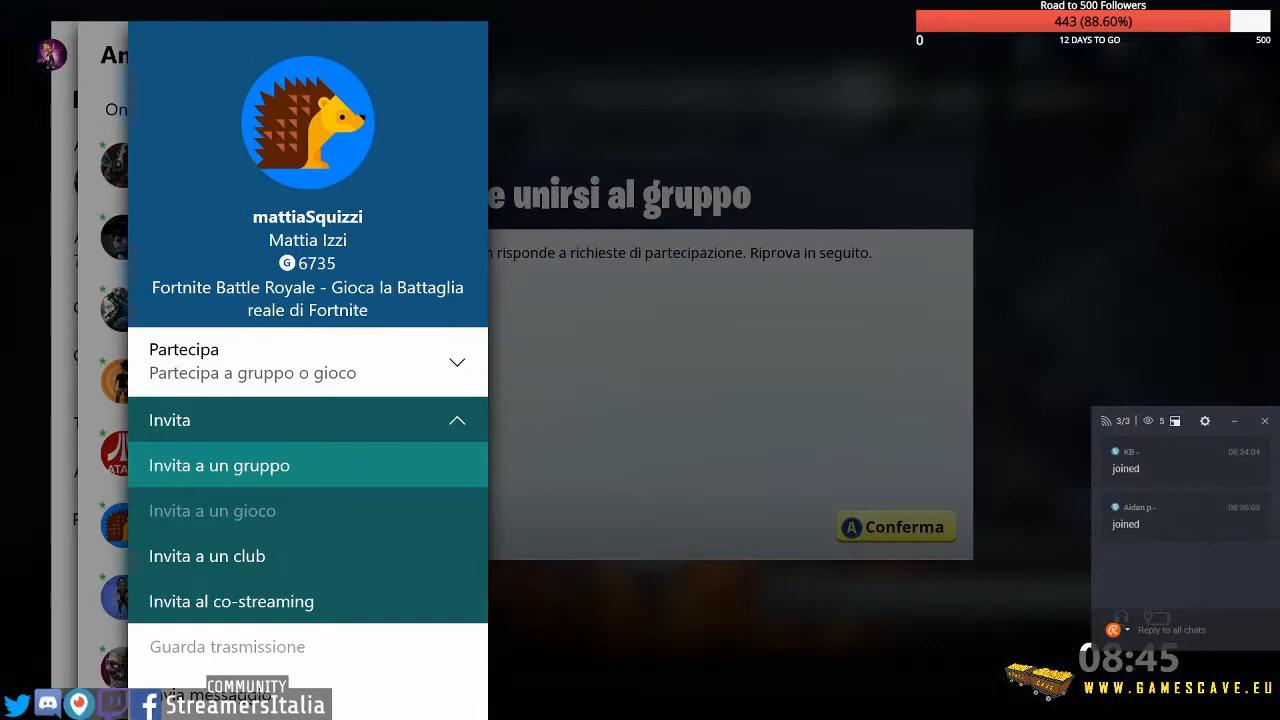 Road to 500 Followers
443 (88.60%)
0
12 DAYS TO GO
500
An
On
mattiaSquizzi
Mattia Izzi
G 6735
Fortnite Battle Royale - Gioca la Battaglia
reale di Fortnite
Partecipa
Partecipa a gruppo o gioco
Invita
Invita a un gruppo
Invita a un gioco
Invita a un club
Invita al co-streaming
Guarda trasmissione
messaggio
e unirsi al gruppo
risponde a richieste di partecipazione. Riprova in seguito.
A Conferma
3/3
5
KB
08:34:04
joined
Aidan p
08:36:03
joined
Reply to all chats
08:45
WWW.GAMESCAVE.EU
COMMUNITY
StreamersItalia
ATA